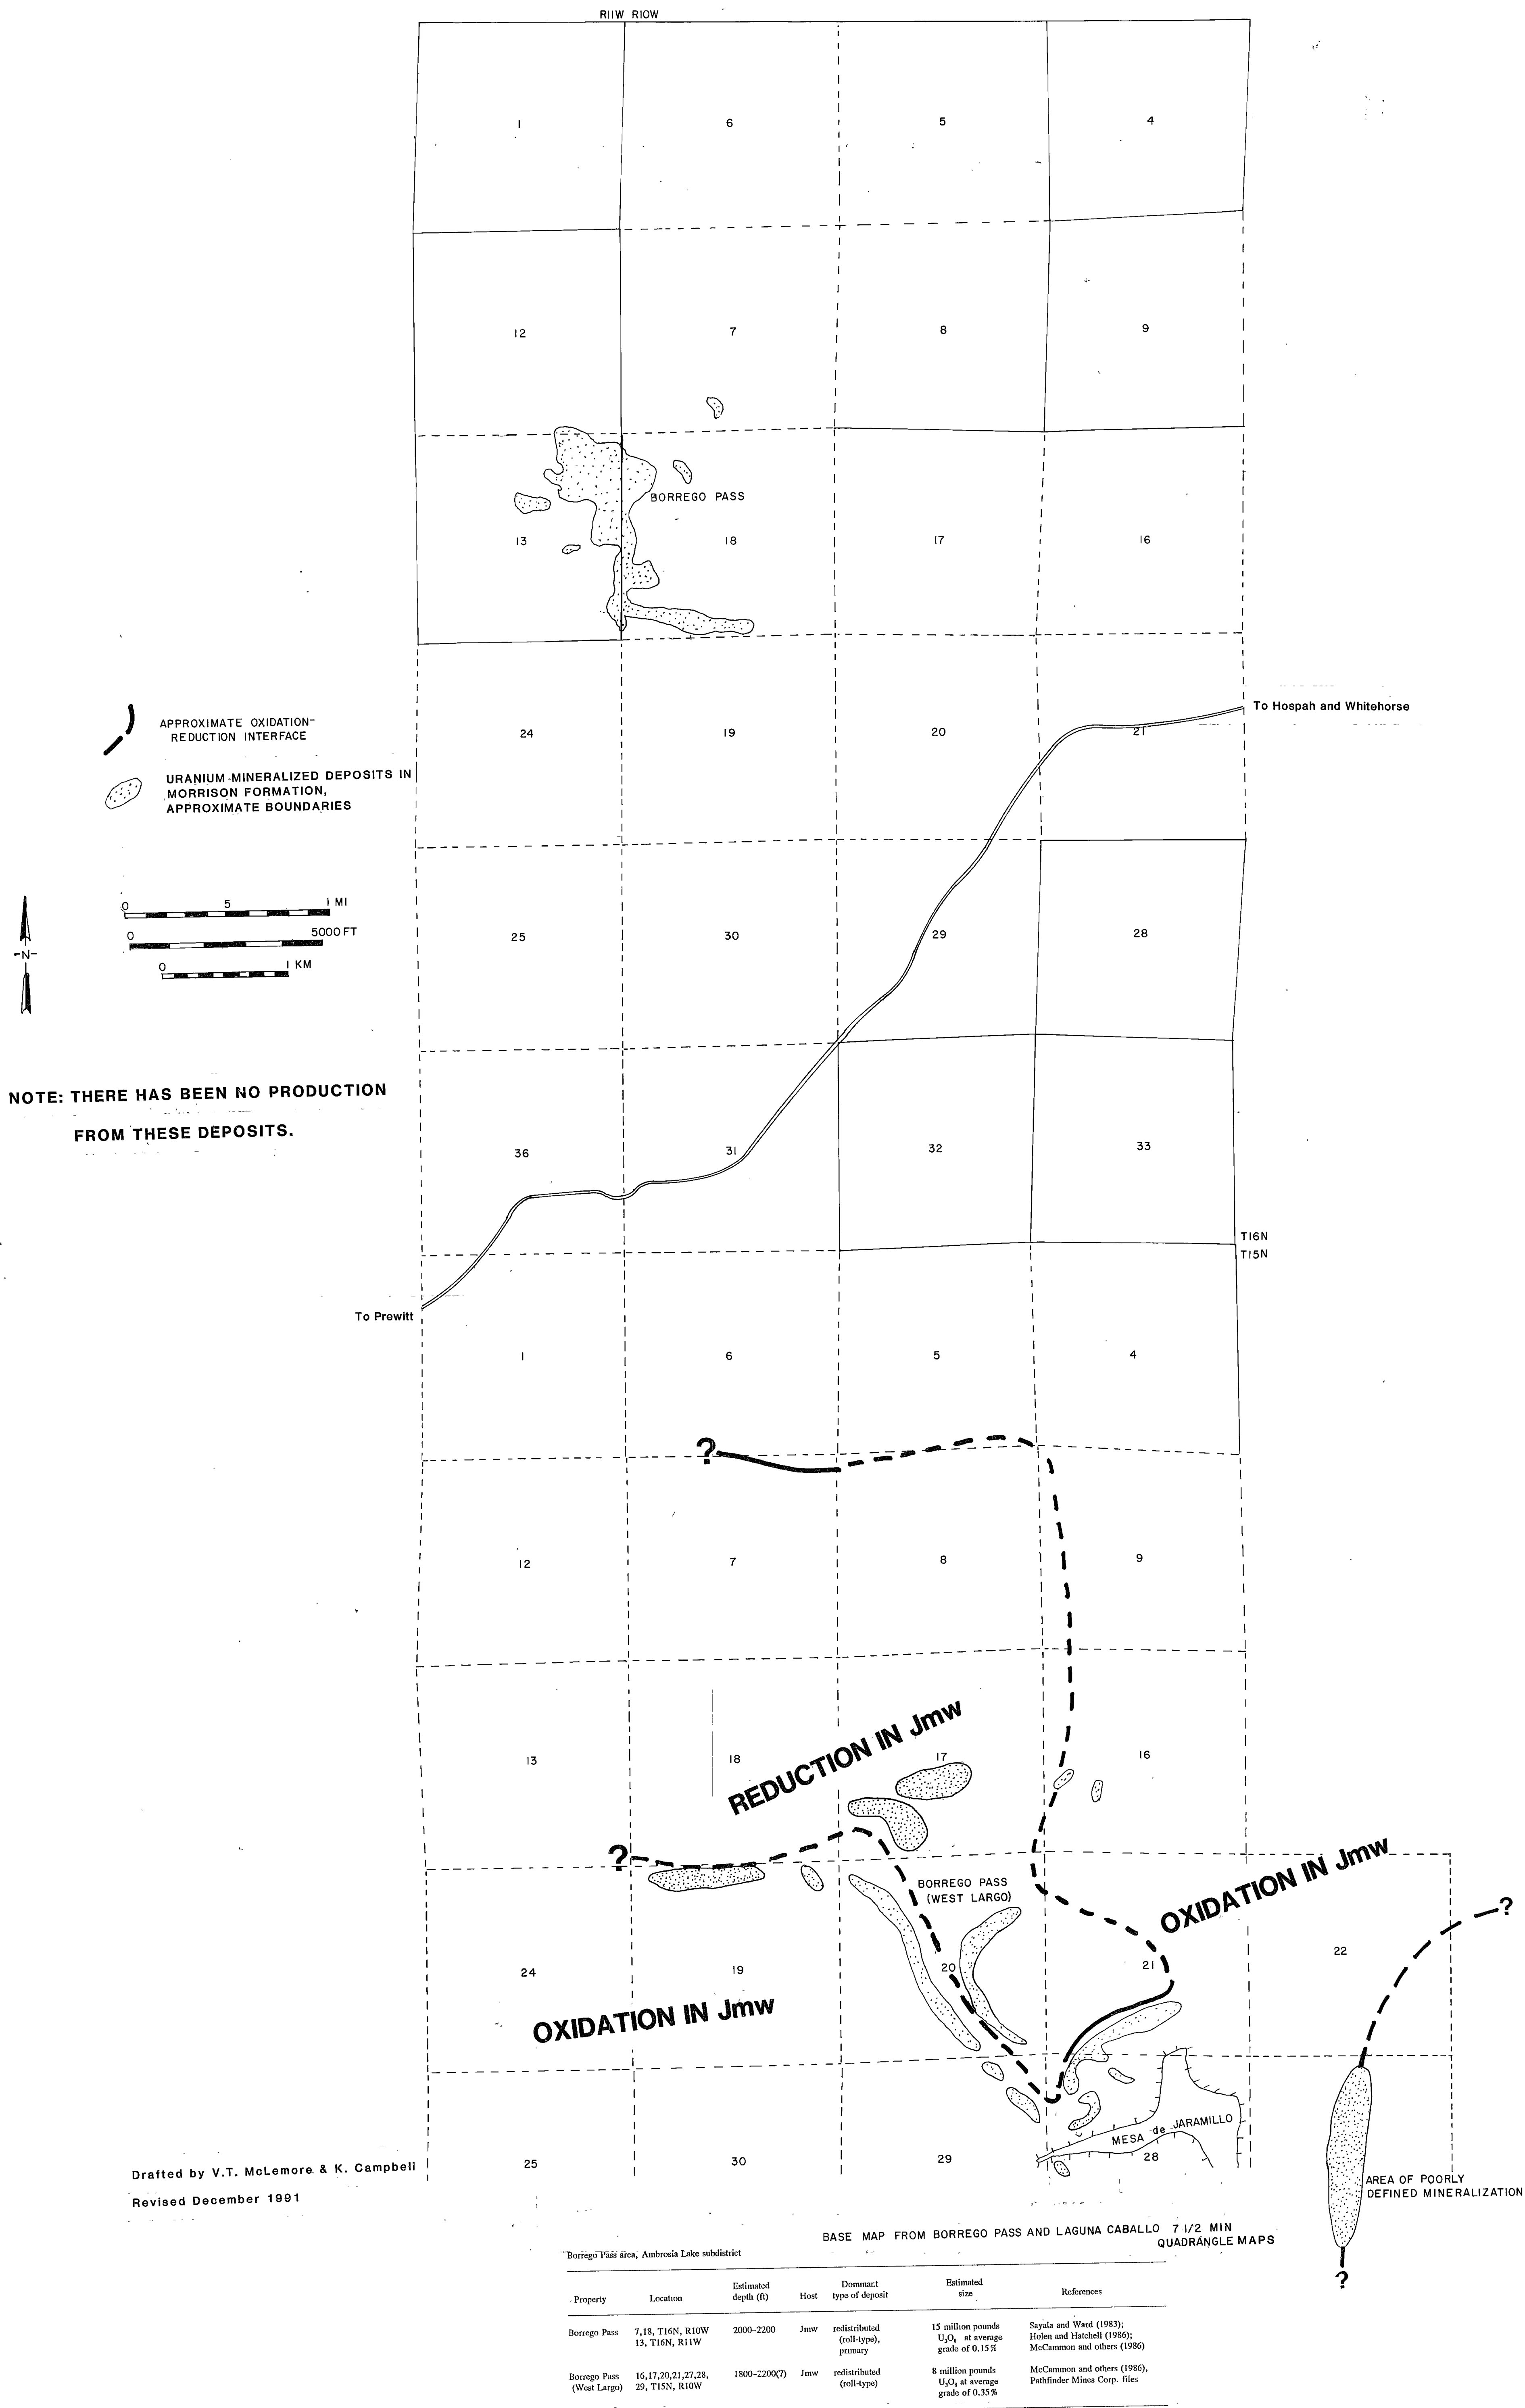 R11W R10W
1
6
5
4
12
7
8
9
BORREGO PASS
13
18
17
16
To Hospah and Whitehorse
APPROXIMATE OXIDATION-
REDUCTION INTERFACE
24
19
20
21
URANIUM MINERALIZED DEPOSITS IN
MORRISON FORMATION,
APPROXIMATE BOUNDARIES
0 5 1 MI
0 5000 FT
0 1 KM
-N-
25
30
29
28
NOTE: THERE HAS BEEN NO PRODUCTION
FROM THESE DEPOSITS.
36
31
32
33
T16N
T15N
To Prewitt
1
6
5
4
?
12
7
8
9
REDUCTION IN Jmw
13
18
17
16
?
OXIDATION IN Jmw
BORREGO PASS
(WEST LARGO)
?
24
19
20
21
22
OXIDATION IN Jmw
MESA de JARAMILLO
25
30
29
28
AREA OF POORLY
DEFINED MINERALIZATION
?
Drafted by V.T. McLemore & K. Campbell
Revised December 1991
BASE MAP FROM BORREGO PASS AND LAGUNA CABALLO 7 1/2 MIN
QUADRANGLE MAPS
Borrego Pass area, Ambrosia Lake subdistrict
Property Location Estimated depth (ft) Host Dominant type of deposit Estimated size References
Borrego Pass 7,18, T16N, R10W 2000-2200 Jmw redistributed 15 million pounds Sayala and Ward (1983);
13, T16N, R11W (roll-type), U3O8 at average Holen and Hatchell (1986);
primary grade of 0.15% McCammon and others (1986)
Borrego Pass 16,17,20,21,27,28, 1800-2200(?) Jmw redistributed 8 million pounds McCammon and others (1986),
(West Largo) 29, T15N, R10W (roll-type) U3O8 at average Pathfinder Mines Corp. files
grade of 0.35%